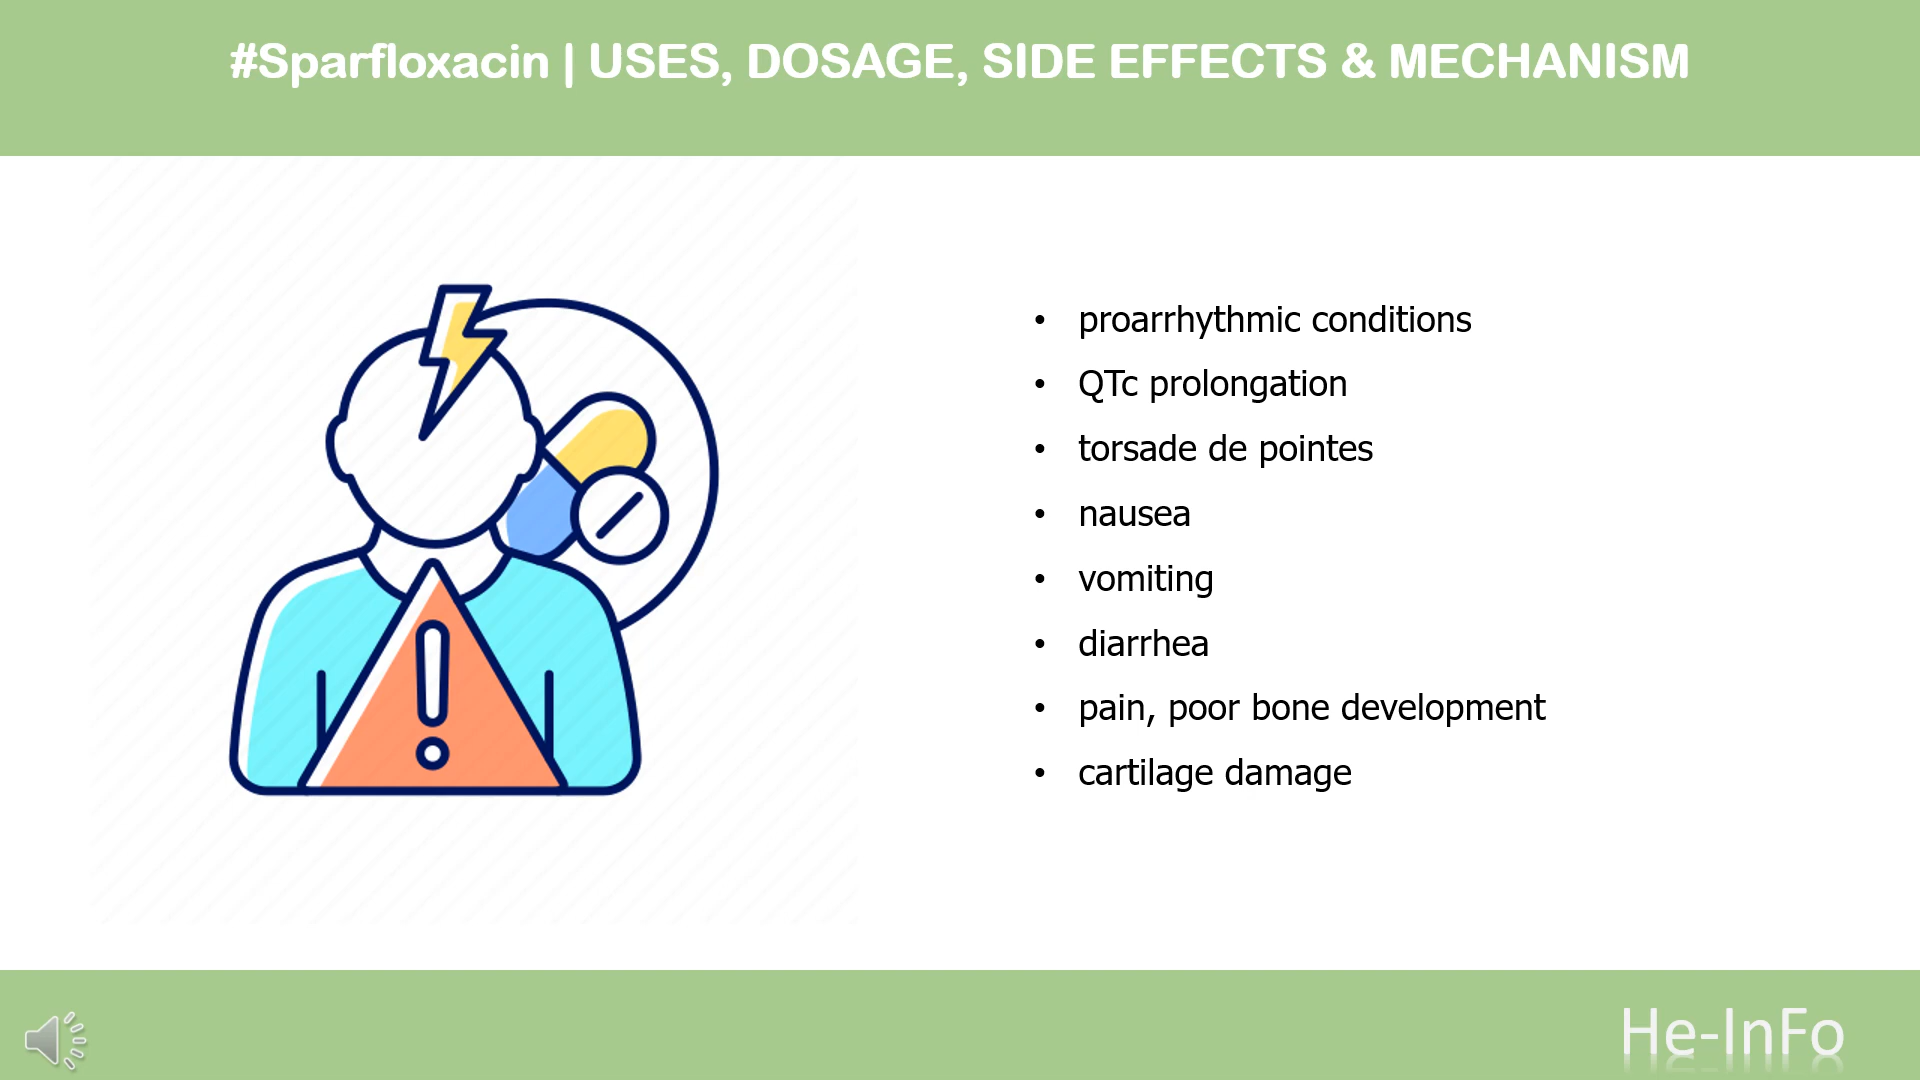 #Sparfloxacin | USES, DOSAGE, SIDE EFFECTS & MECHANISM
• proarrhythmic conditions
• QTc prolongation
• torsade de pointes
• nausea
• vomiting
• diarrhea
• pain, poor bone development
• cartilage damage
He-InFo